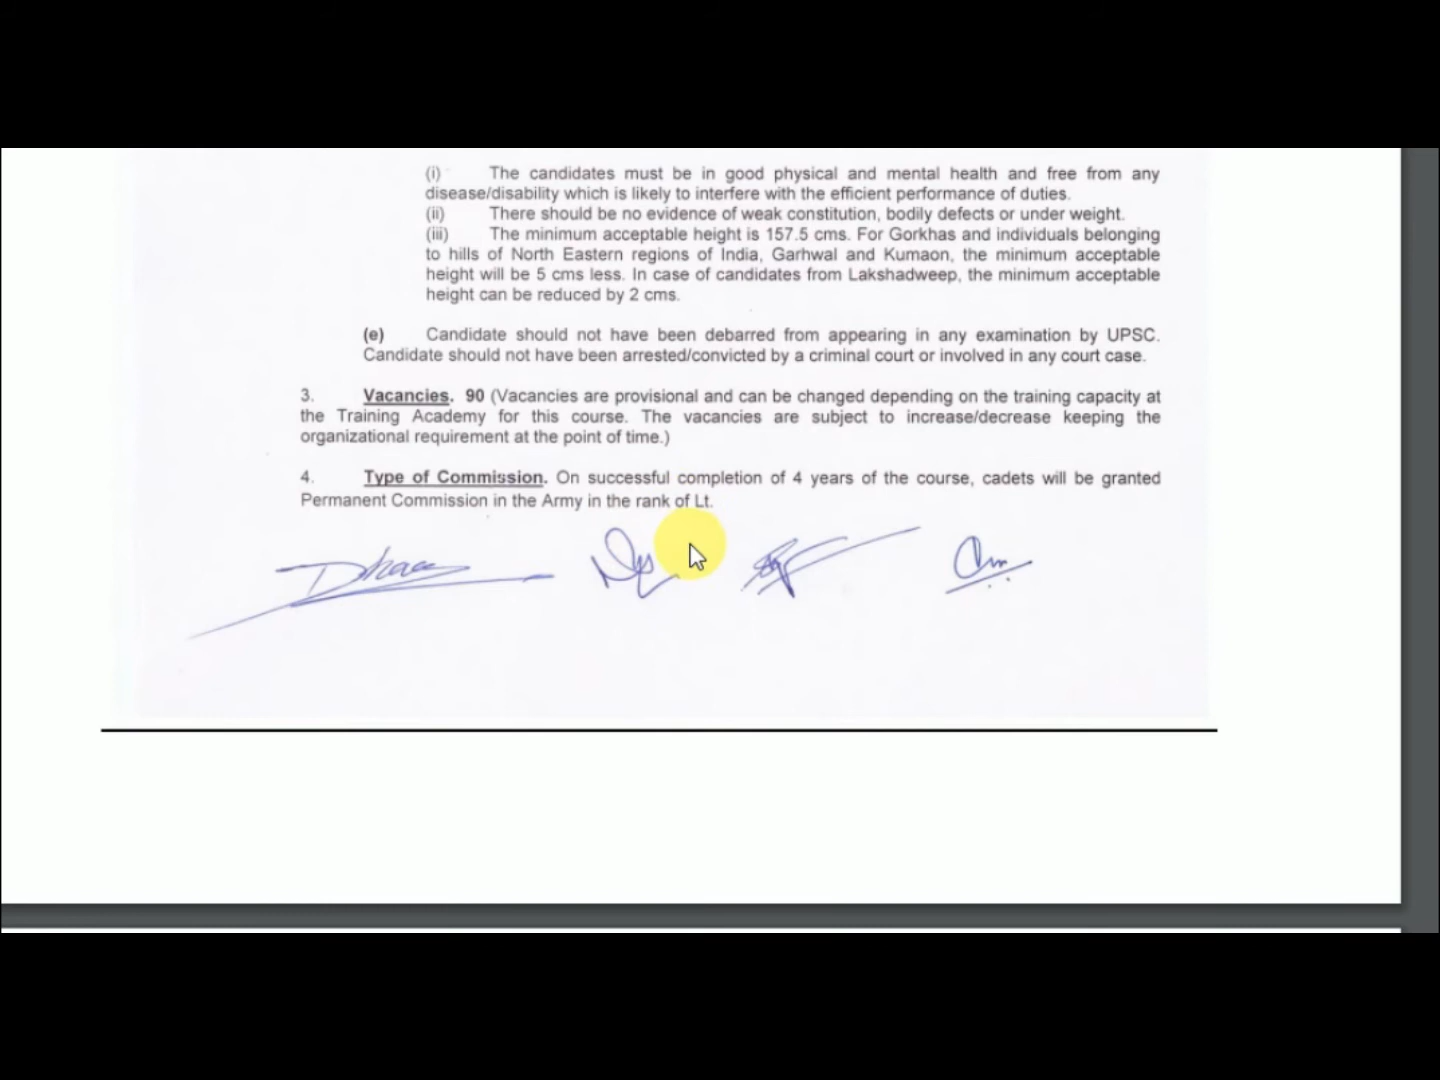 (i) The candidates must be in good physical and mental health and free from any
disease/disability which is likely to interfere with the efficient performance of duties.
(ii) There should be no evidence of weak constitution, bodily defects or under weight.
(iii) The minimum acceptable height is 157.5 cms. For Gorkhas and individuals belonging
to hills of North Eastern regions of India, Garhwal and Kumaon, the minimum acceptable
height will be 5 cms less. In case of candidates from Lakshadweep, the minimum acceptable
height can be reduced by 2 cms.
(e) Candidate should not have been debarred from appearing in any examination by UPSC.
Candidate should not have been arrested/convicted by a criminal court or involved in any court case.
3. Vacancies. 90 (Vacancies are provisional and can be changed depending on the training capacity at
the Training Academy for this course. The vacancies are subject to increase/decrease keeping the
organizational requirement at the point of time.)
4. Type of Commission. On successful completion of 4 years of the course, cadets will be granted
Permanent Commission in the Army in the rank of Lt.